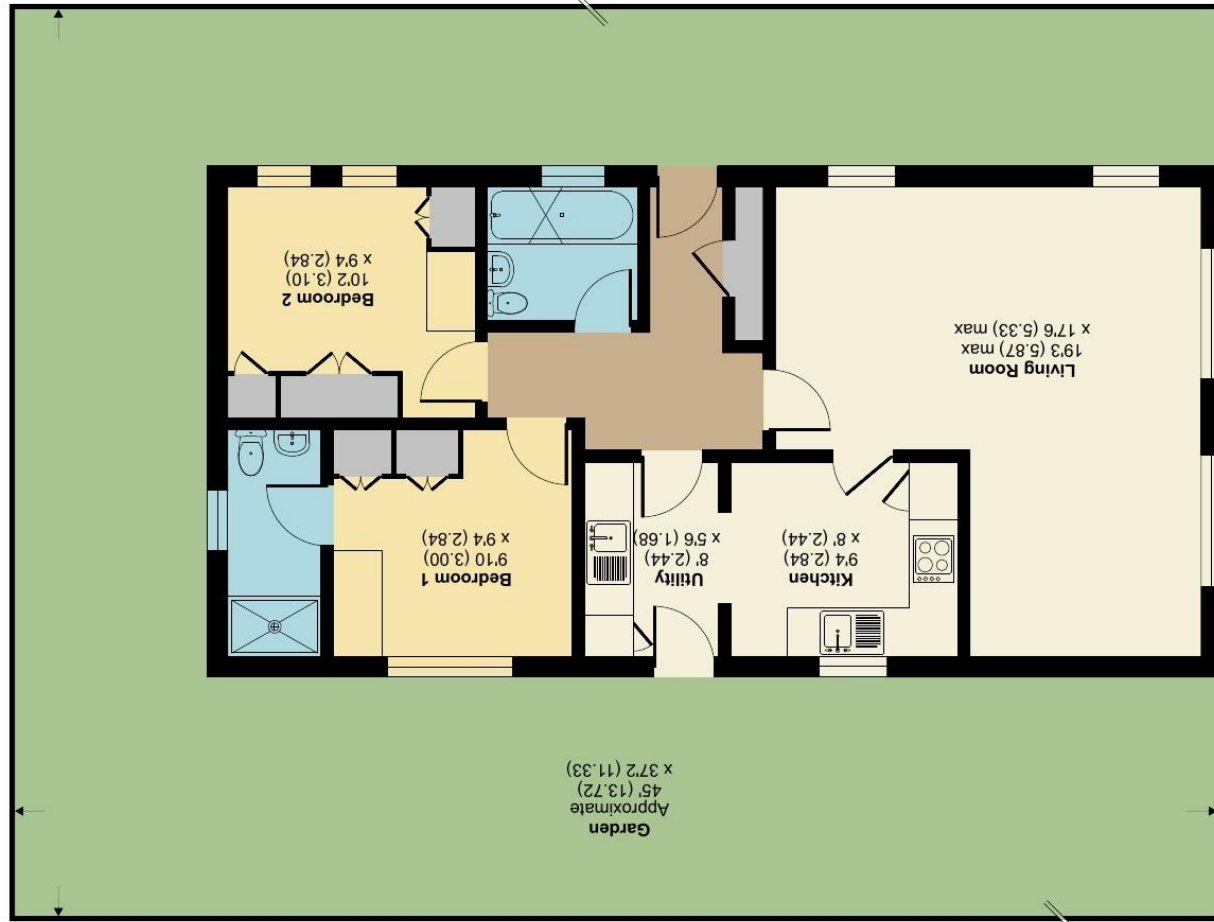 Garden
Approximate
45' (13.72)
x 37'2 (11.33)
Kitchen
9'4 (2.84)
x 8' (2.44)
Utility
8' (2.44)
x 5'6 (1.68)
Bedroom 1
9'10 (3.00)
x 9'4 (2.84)
Living Room
19'3 (5.87) max
x 17'6 (5.33) max
Bedroom 2
10'2 (3.10)
x 9'4 (2.84)